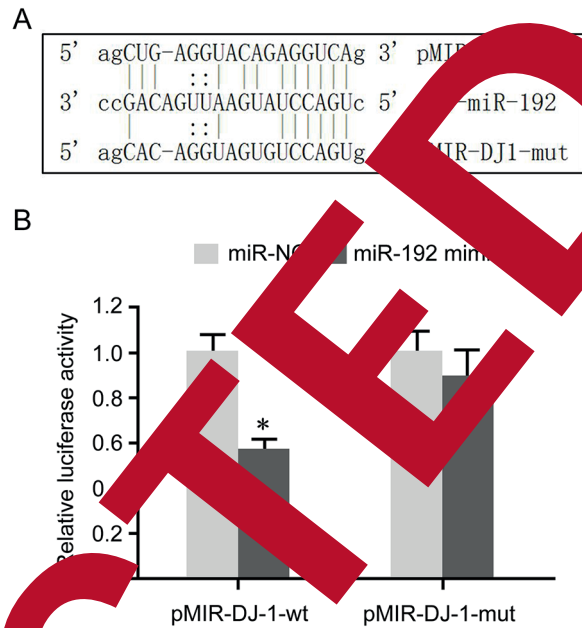 A
5' agCUG-AGGUACAGAGGUCAg 3'
3' ccGACAGUUAAGUAUCCAGUc 5' -miR-192
5' agCAC-AGGUAGUGUCCAGUg MIR-DJ1-mut
B
miR-NC miR-192
Relative luciferase activity
1.2
1.0
0.8
0.6
0.2
*
pMIR-DJ-1-wt pMIR-DJ-1-mut
TED